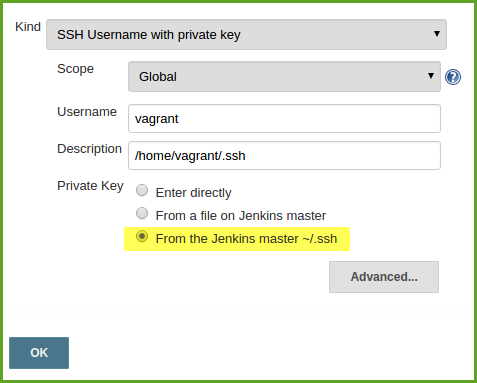 Kind SSH Username with private key
Scope Global
Username vagrant
Description /home/vagrant/.ssh
Private Key Enter directly
From a file on Jenkins master
From the Jenkins master ~/.ssh
Advanced...
OK